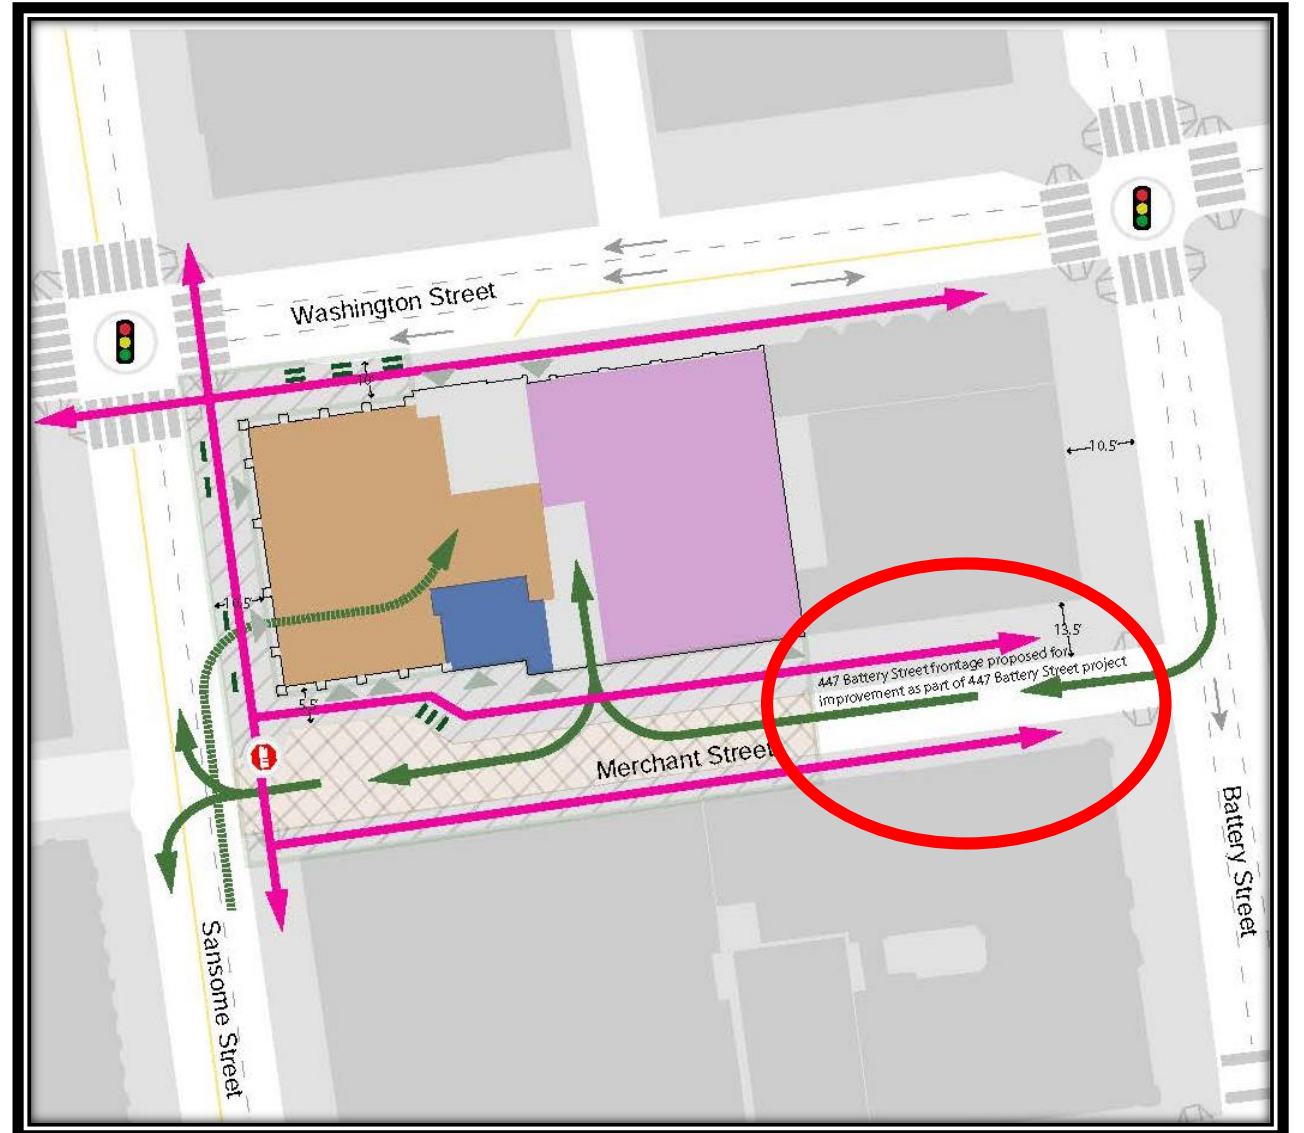 Washington Street
10'
10.5'
10.5'
13.5'
447 Battery Street frontage proposed for
improvement as part of 447 Battery Street project
5.5'
Merchant Street
Battery Street
Sansome Street